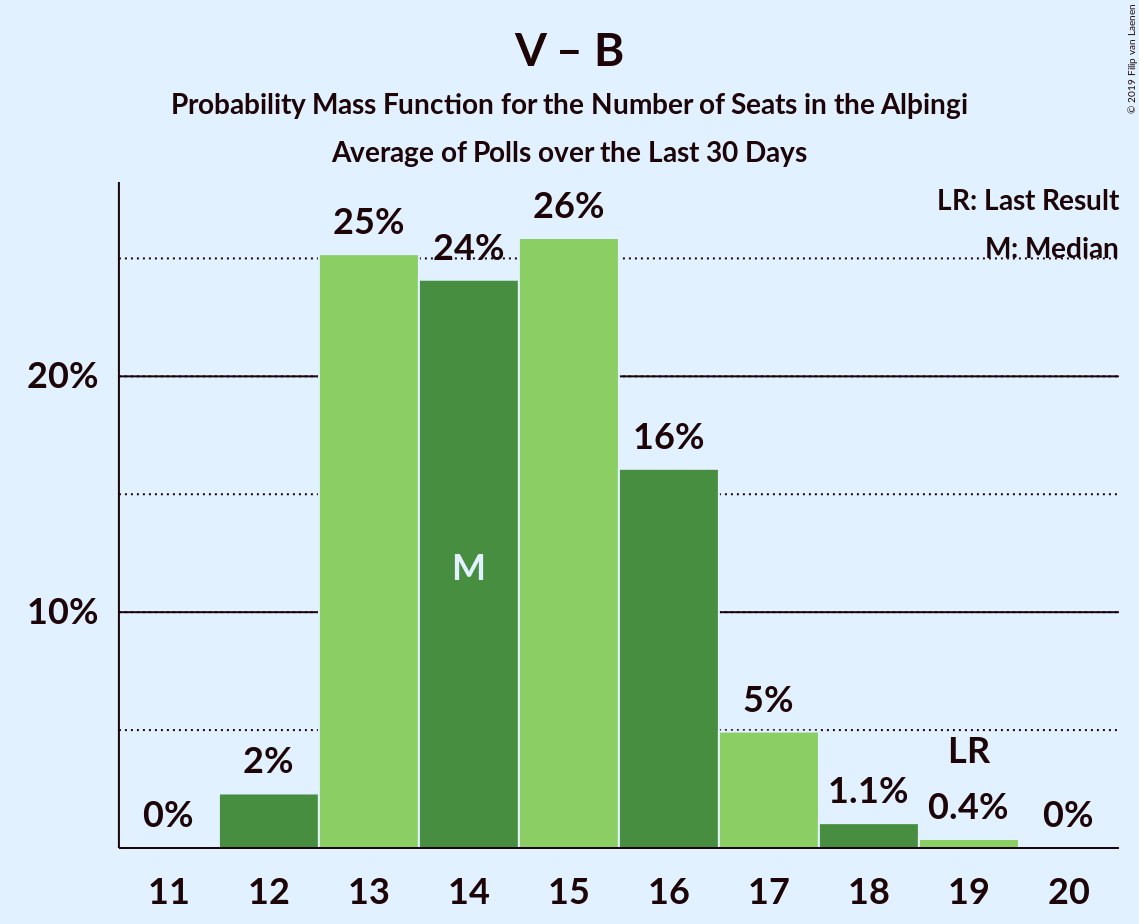 V – B
Probability Mass Function for the Number of Seats in the Alþingi
Average of Polls over the Last 30 Days
© 2019 Filip van Laenen
LR: Last Result
M: Median
26%
25%
24%
20%
16%
M
10%
5%
LR
2%
1.1%
0.4%
0%
0%
11 12 13 14 15 16 17 18 19 20